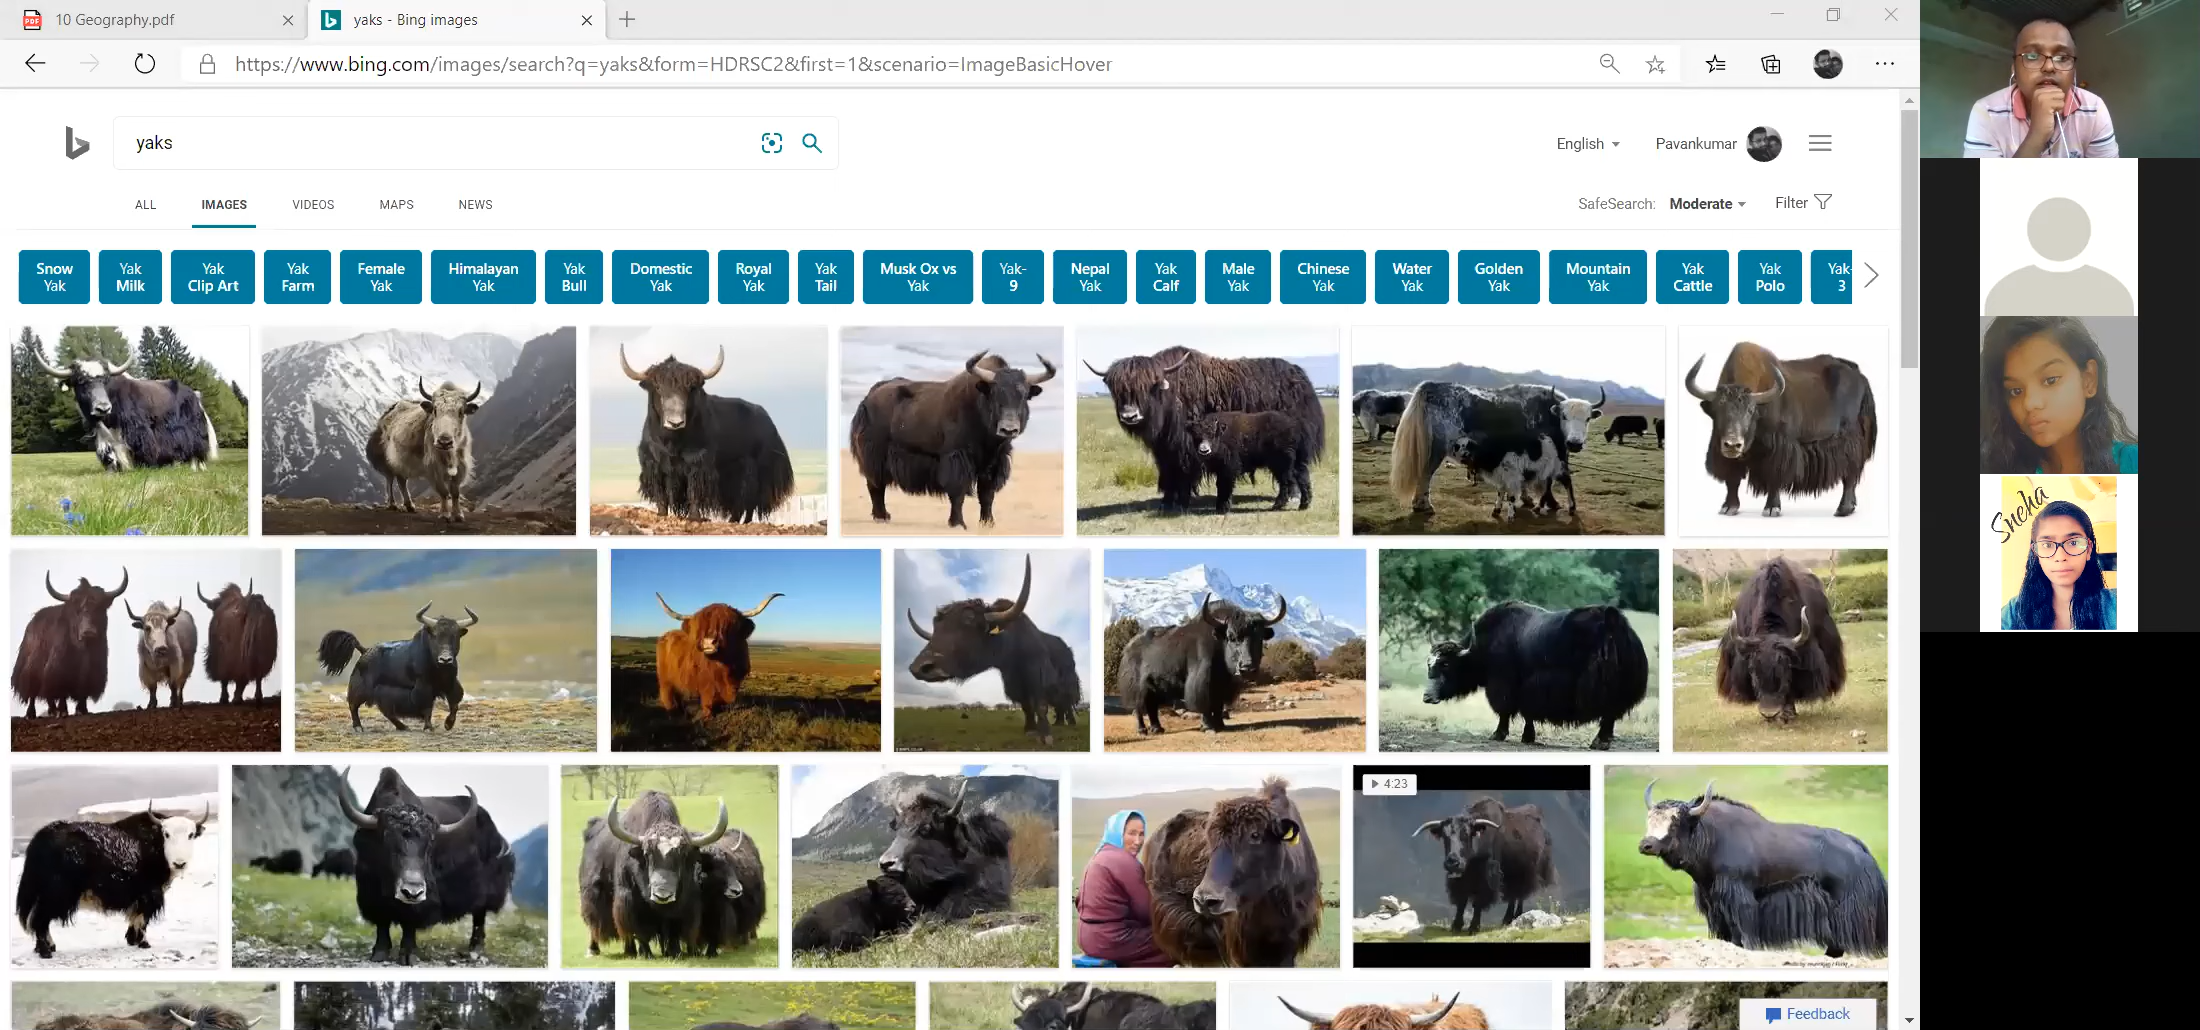 10 Geography.pdf
yaks - Bing images
https://www.bing.com/images/search?q=yaks&form=HDRSC2&first=1&scenario=ImageBasicHover
yaks
English
Pavankumar
ALL
IMAGES
VIDEOS
MAPS
NEWS
SafeSearch: Moderate
Filter
Snow
Yak
Yak
Milk
Yak
Clip Art
Yak
Farm
Female
Yak
Himalayan
Yak
Yak
Bull
Domestic
Yak
Royal
Yak
Yak
Tail
Musk Ox vs
Yak
Yak-
9
Nepal
Yak
Yak
Calf
Male
Yak
Chinese
Yak
Water
Yak
Golden
Yak
Mountain
Yak
Yak
Cattle
Yak
Polo
Yak-
3
Sneha
4:23
Feedback